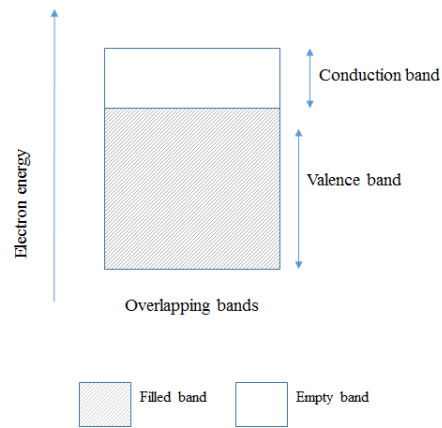 Conduction band
Valence band
Electron energy
Overlapping bands
Filled band
Empty band